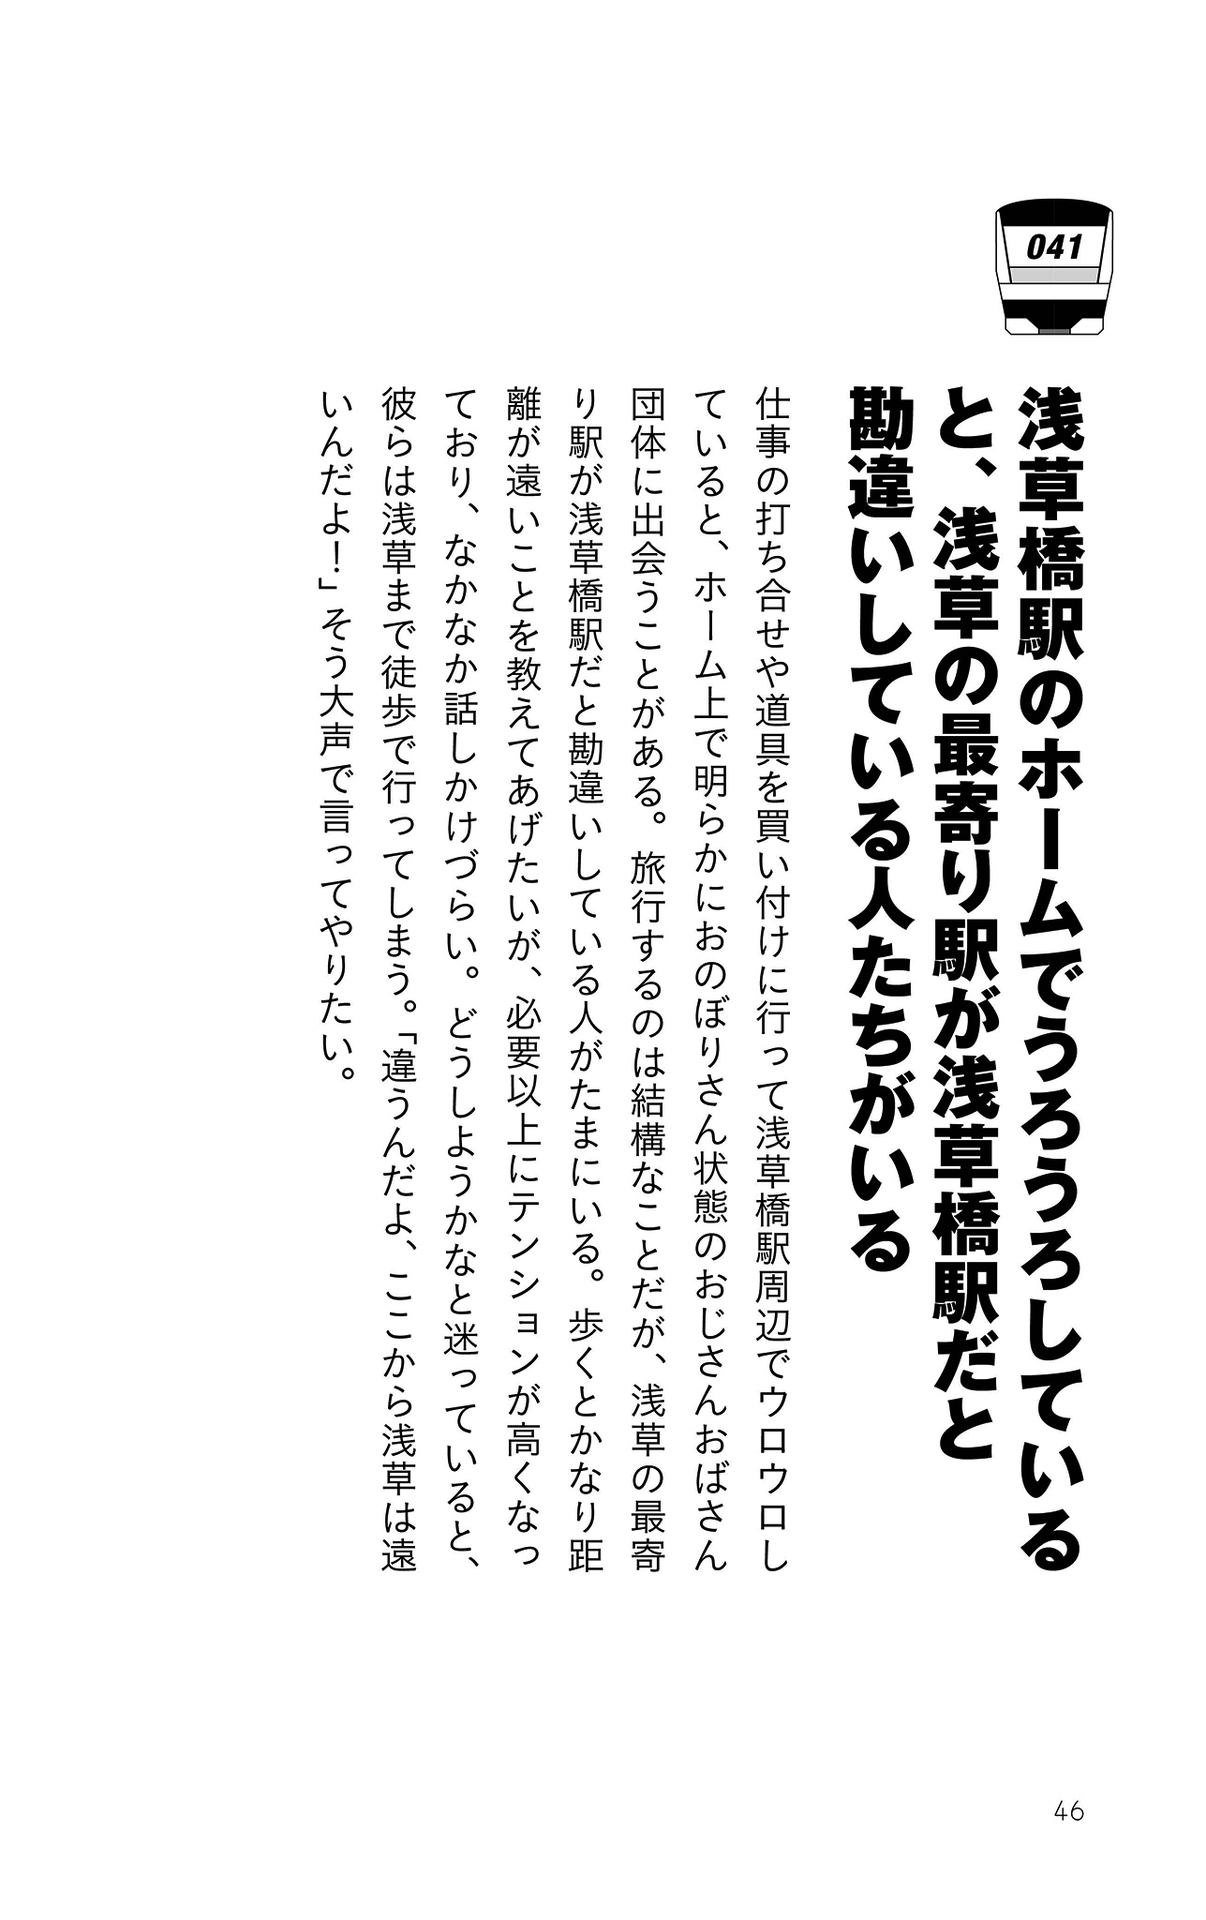 041
浅草橋駅のホームでうろうろしている
と、浅草の最寄り駅が浅草橋駅だと
勘違いしている人たちがいる
仕事の打ち合せや道具を買い付けに行って浅草橋駅周辺でウロウロし
ていると、ホーム上で明らかにおのぼりさん状態のおじさんおばさん
団体に出会うことがある。旅行するのは結構なことだが、浅草の最寄
り駅が浅草橋駅だと勘違いしている人がたまにいる。歩くとかなり距
離が遠いことを教えてあげたいが、必要以上にテンションが高くなっ
ており、なかなか話しかけづらい。どうしようかなと迷っていると、
彼らは浅草まで徒歩で行ってしまう。「違うんだよ、ここから浅草は遠
いんだよ！」そう大声で言ってやりたい。
46